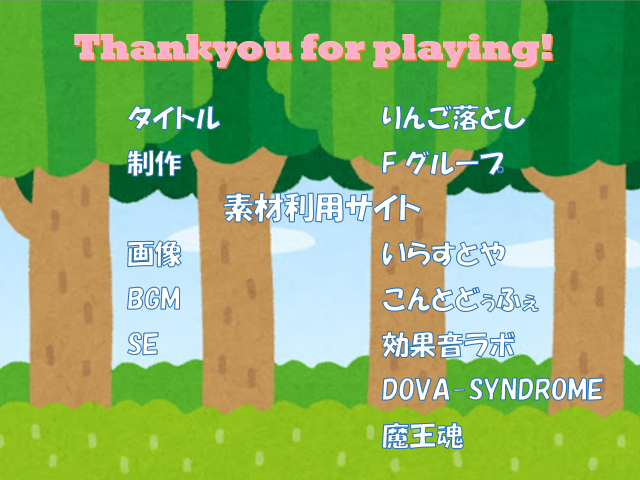 Thankyou for playing!
タイトル りんご落とし
制作 F グループ
素材利用サイト
画像 いらすとや
BGM こんとどぅふぇ
SE 効果音ラボ
DOVA-SYNDROME
魔王魂